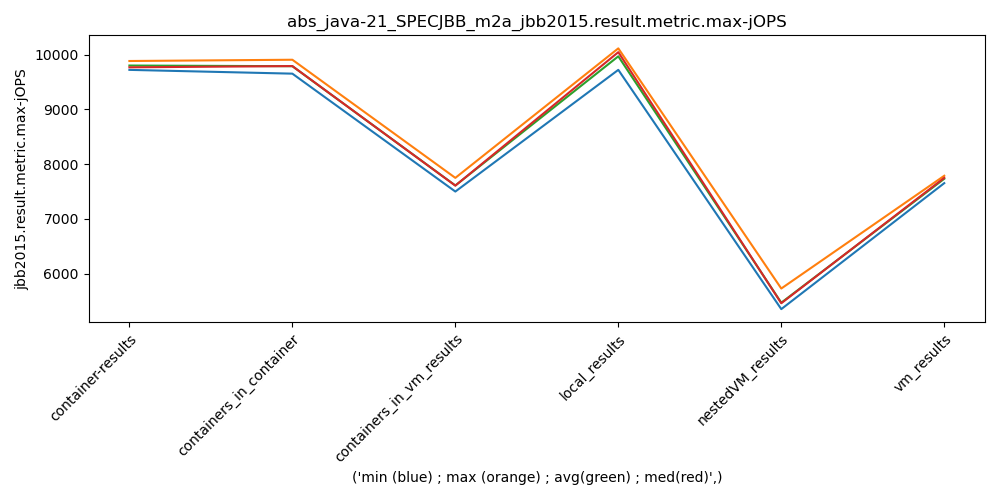 abs_java-21_SPECJBB_m2a_jbb2015.result.metric.max-jOPS
jbb2015.result.metric.max-jOPS
10000
9000
8000
7000
6000
container-results
containers_in_container
containers_in_vm_results
local_results
nestedVM_results
vm_results
('min (blue) ; max (orange) ; avg(green) ; med(red)',)